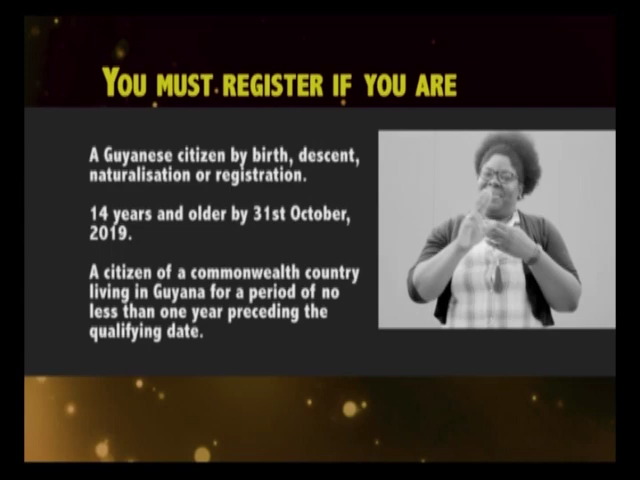 YOU MUST REGISTER IF YOU ARE
A Guyanese citizen by birth, descent,
naturalisation or registration.
14 years and older by 31st October,
2019.
A citizen of a commonwealth country
living in Guyana for a period of no
less than one year preceding the
qualifying date.